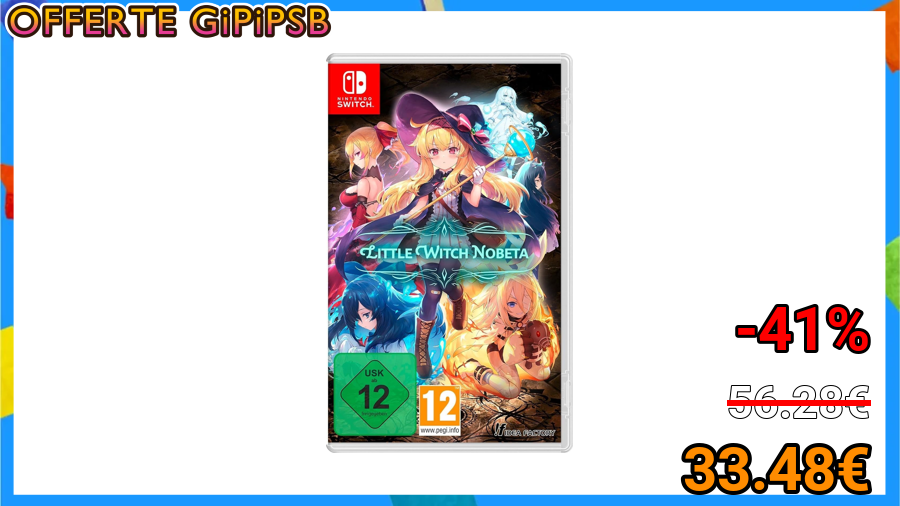 OFFERTE GiPiPSB
NINTENDO
SWITCH.
LITTLE WITCH NOBETA
USK
ab
12
12
www.pegi.info
IDEA FACTORY
-41%
56.28€
33.48€